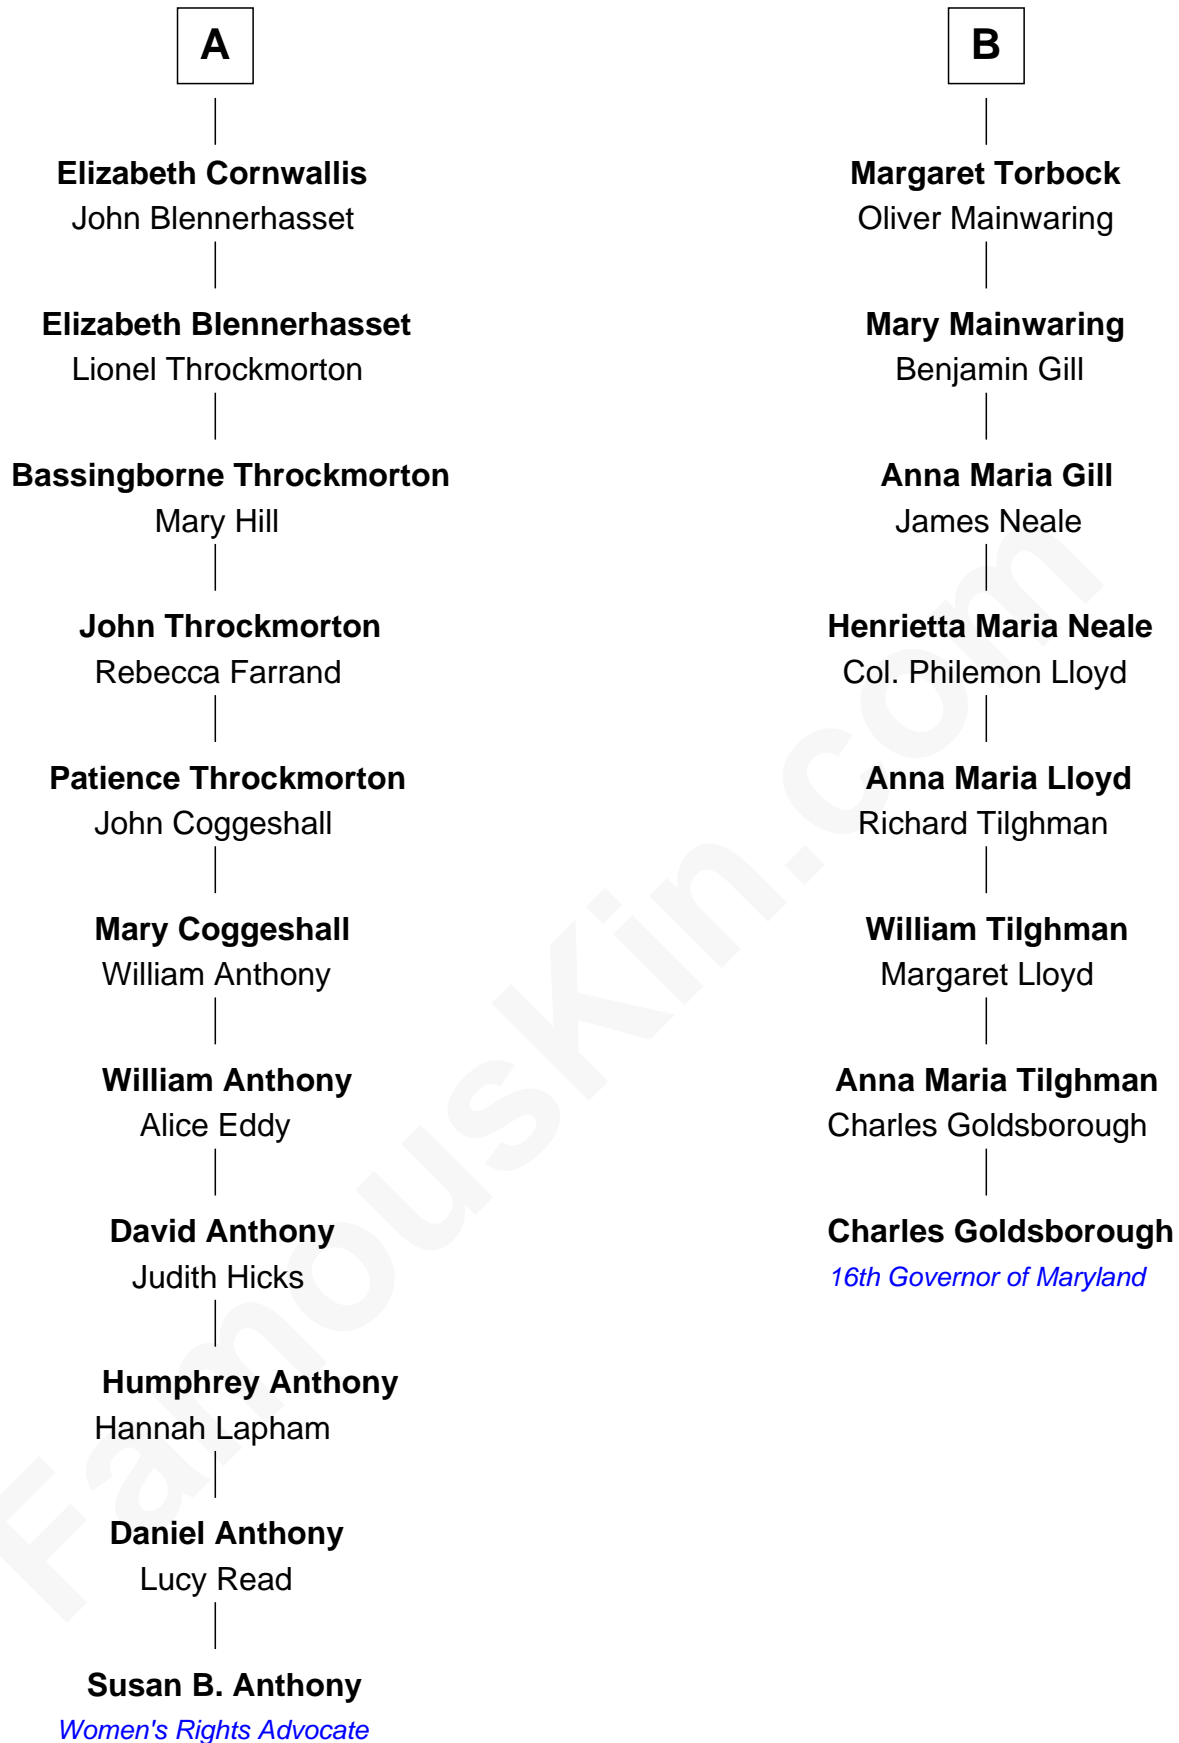 A
Elizabeth Cornwallis
John Blennerhasset
Elizabeth Blennerhasset
Lionel Throckmorton
Bassingborne Throckmorton
Mary Hill
John Throckmorton
Rebecca Farrand
Patience Throckmorton
John Coggeshall
Mary Coggeshall
William Anthony
William Anthony
Alice Eddy
David Anthony
Judith Hicks
Humphrey Anthony
Hannah Lapham
Daniel Anthony
Lucy Read
Susan B. Anthony
Women's Rights Advocate
B
Margaret Torbock
Oliver Mainwaring
Mary Mainwaring
Benjamin Gill
Anna Maria Gill
James Neale
Henrietta Maria Neale
Col. Philemon Lloyd
Anna Maria Lloyd
Richard Tilghman
William Tilghman
Margaret Lloyd
Anna Maria Tilghman
Charles Goldsborough
Charles Goldsborough
16th Governor of Maryland
FamousKin.com